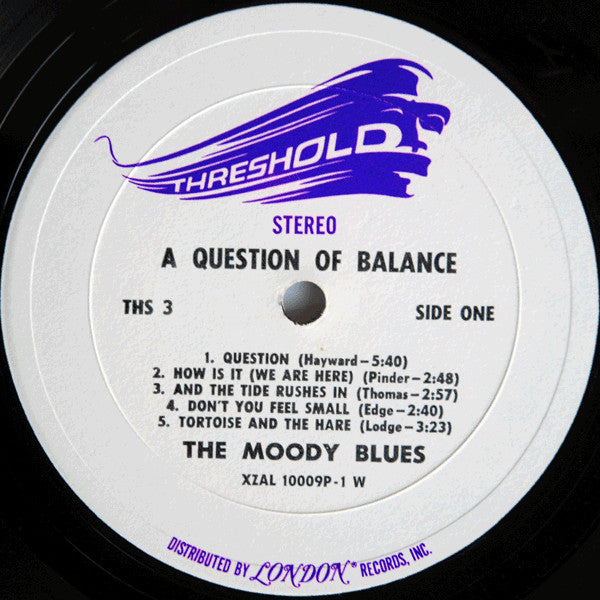 THRESHOLD
STEREO
A QUESTION OF BALANCE
THS 3
SIDE ONE
1. QUESTION (Hayward-5:40)
2. HOW IS IT (WE ARE HERE) (Pinder-2:48)
3. AND THE TIDE RUSHES IN (Thomas-2:57)
4. DON'T YOU FEEL SMALL (Edge-2:40)
5. TORTOISE AND THE HARE (Lodge-3:23)
THE MOODY BLUES
XZAL 10009P-1 W
DISTRIBUTED BY LONDON® RECORDS, INC.